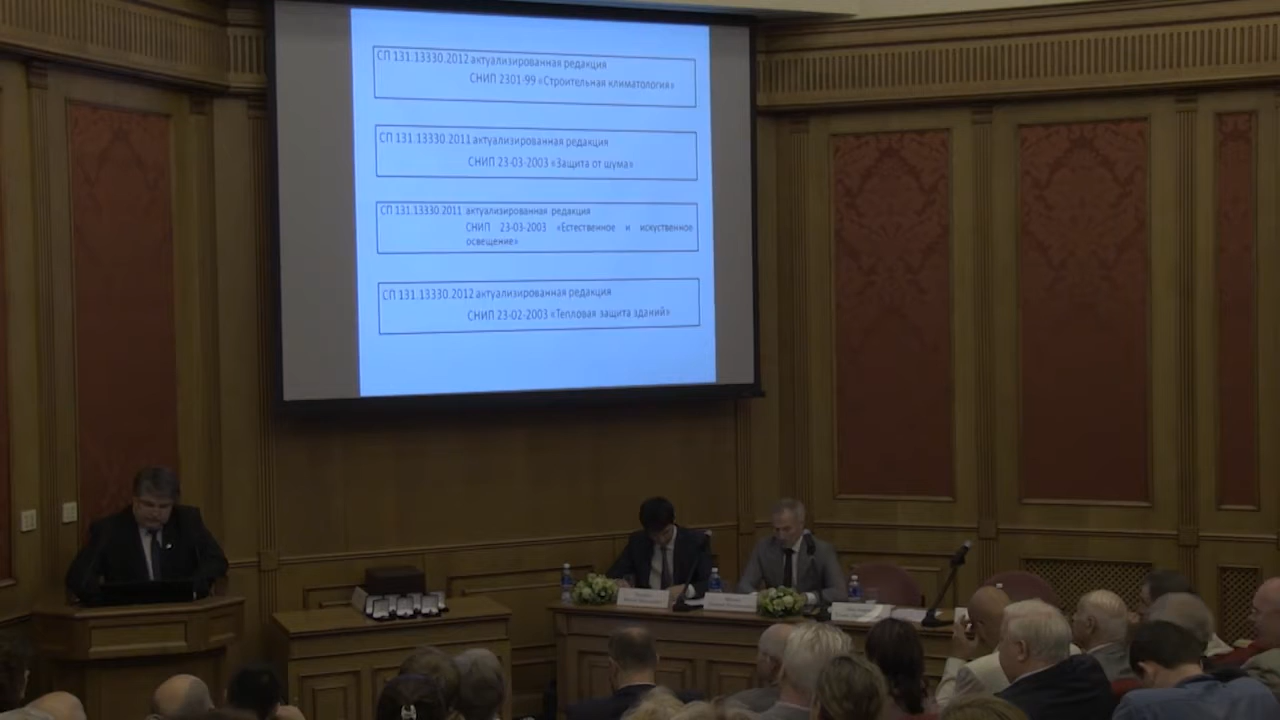 СП 131.13330.2012 актуализированная редакция
СНИП 2301-99 «Строительная климатология»
СП 131.13330.2011 актуализированная редакция
СНИП 23-03-2003 «Защита от шума»
СП 131.13330.2011 актуализированная редакция
СНИП 23-03-2003 «Естественное и искуственное
освещение»
СП 131.13330.2012 актуализированная редакция
СНИП 23-02-2003 «Тепловая защита зданий»